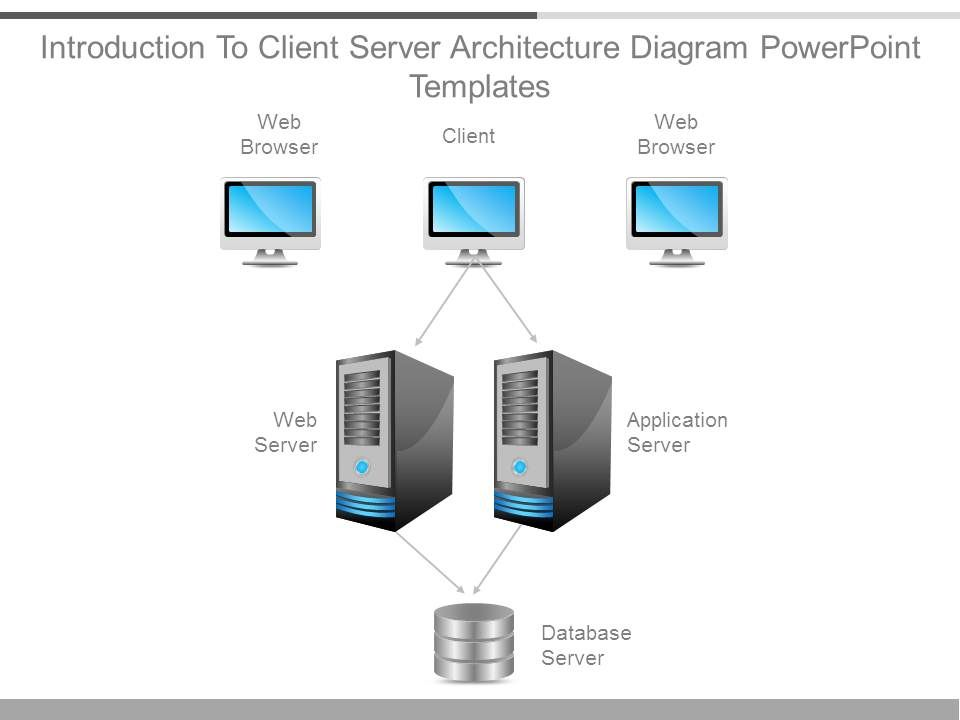 Introduction To Client Server Architecture Diagram PowerPoint
Templates
Web
Browser
Client
Web
Browser
Web
Server
Application
Server
Database
Server